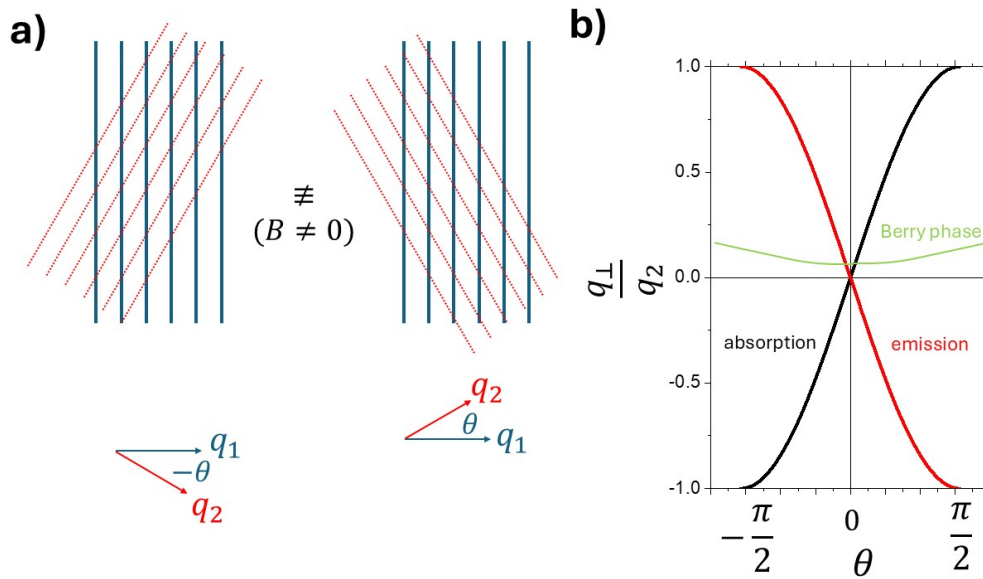 a)
≢
(B ≠ 0)
q₁
−θ
q₂
q₂
θ
q₁
b)
1.0
0.5
0.0
-0.5
-1.0
q⊥
q₂
Berry phase
absorption
emission
−π/2
0
π/2
θ